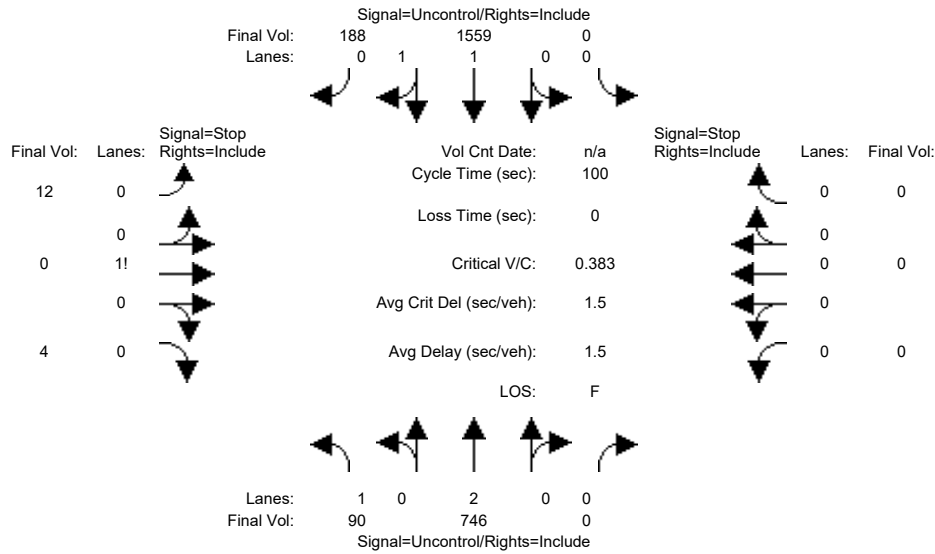 Signal=Uncontrol/Rights=Include
Final Vol: 188 1559 0
Lanes: 0 1 1 0 0
Signal=Stop Signal=Stop
Final Vol: Lanes: Rights=Include Vol Cnt Date: n/a Rights=Include Lanes: Final Vol:
Cycle Time (sec): 100
12 0 0 0
Loss Time (sec): 0
0 0
0 1! Critical V/C: 0.383 0 0
0 Avg Crit Del (sec/veh): 1.5 0
4 0 Avg Delay (sec/veh): 1.5 0 0
LOS: F
Lanes: 1 0 2 0 0
Final Vol: 90 746 0
Signal=Uncontrol/Rights=Include